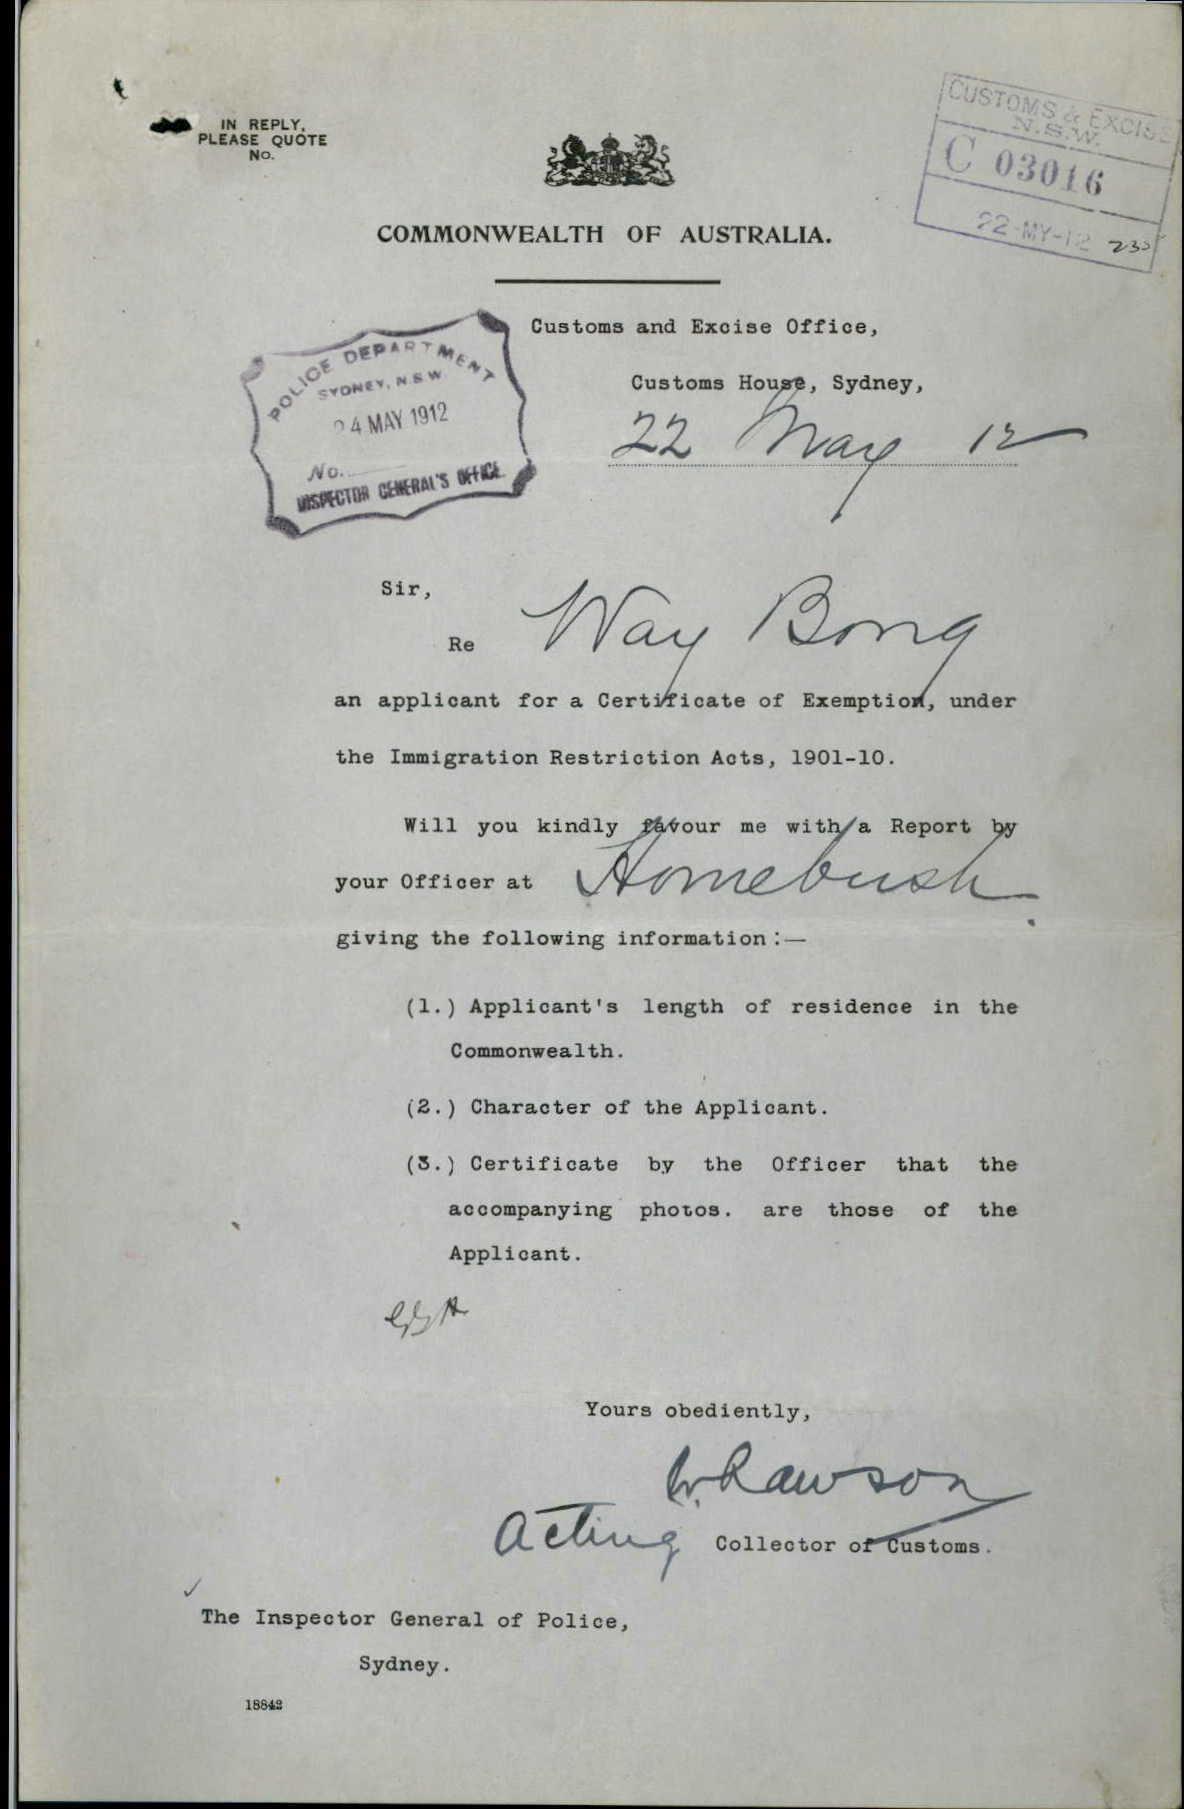 IN REPLY,
PLEASE QUOTE
No.
CUSTOMS & EXCISE
N.S.W.
C 03016
22-MY-12
COMMONWEALTH OF AUSTRALIA.
Customs and Excise Office,
Customs House, Sydney,
22 May 12
POLICE DEPARTMENT
SYDNEY, N.S.W.
24 MAY 1912
No.
INSPECTOR GENERAL'S OFFICE
Sir,
Re Way Bong
an applicant for a Certificate of Exemption, under
the Immigration Restriction Acts, 1901-10.
Will you kindly favour me with a Report by
your Officer at Homebush.
giving the following information:—
(1.) Applicant's length of residence in the
Commonwealth.
(2.) Character of the Applicant.
(3.) Certificate by the Officer that the
accompanying photos. are those of the
Applicant.
Yours obediently,
Rawson
Acting Collector of Customs.
The Inspector General of Police,
Sydney.
18842